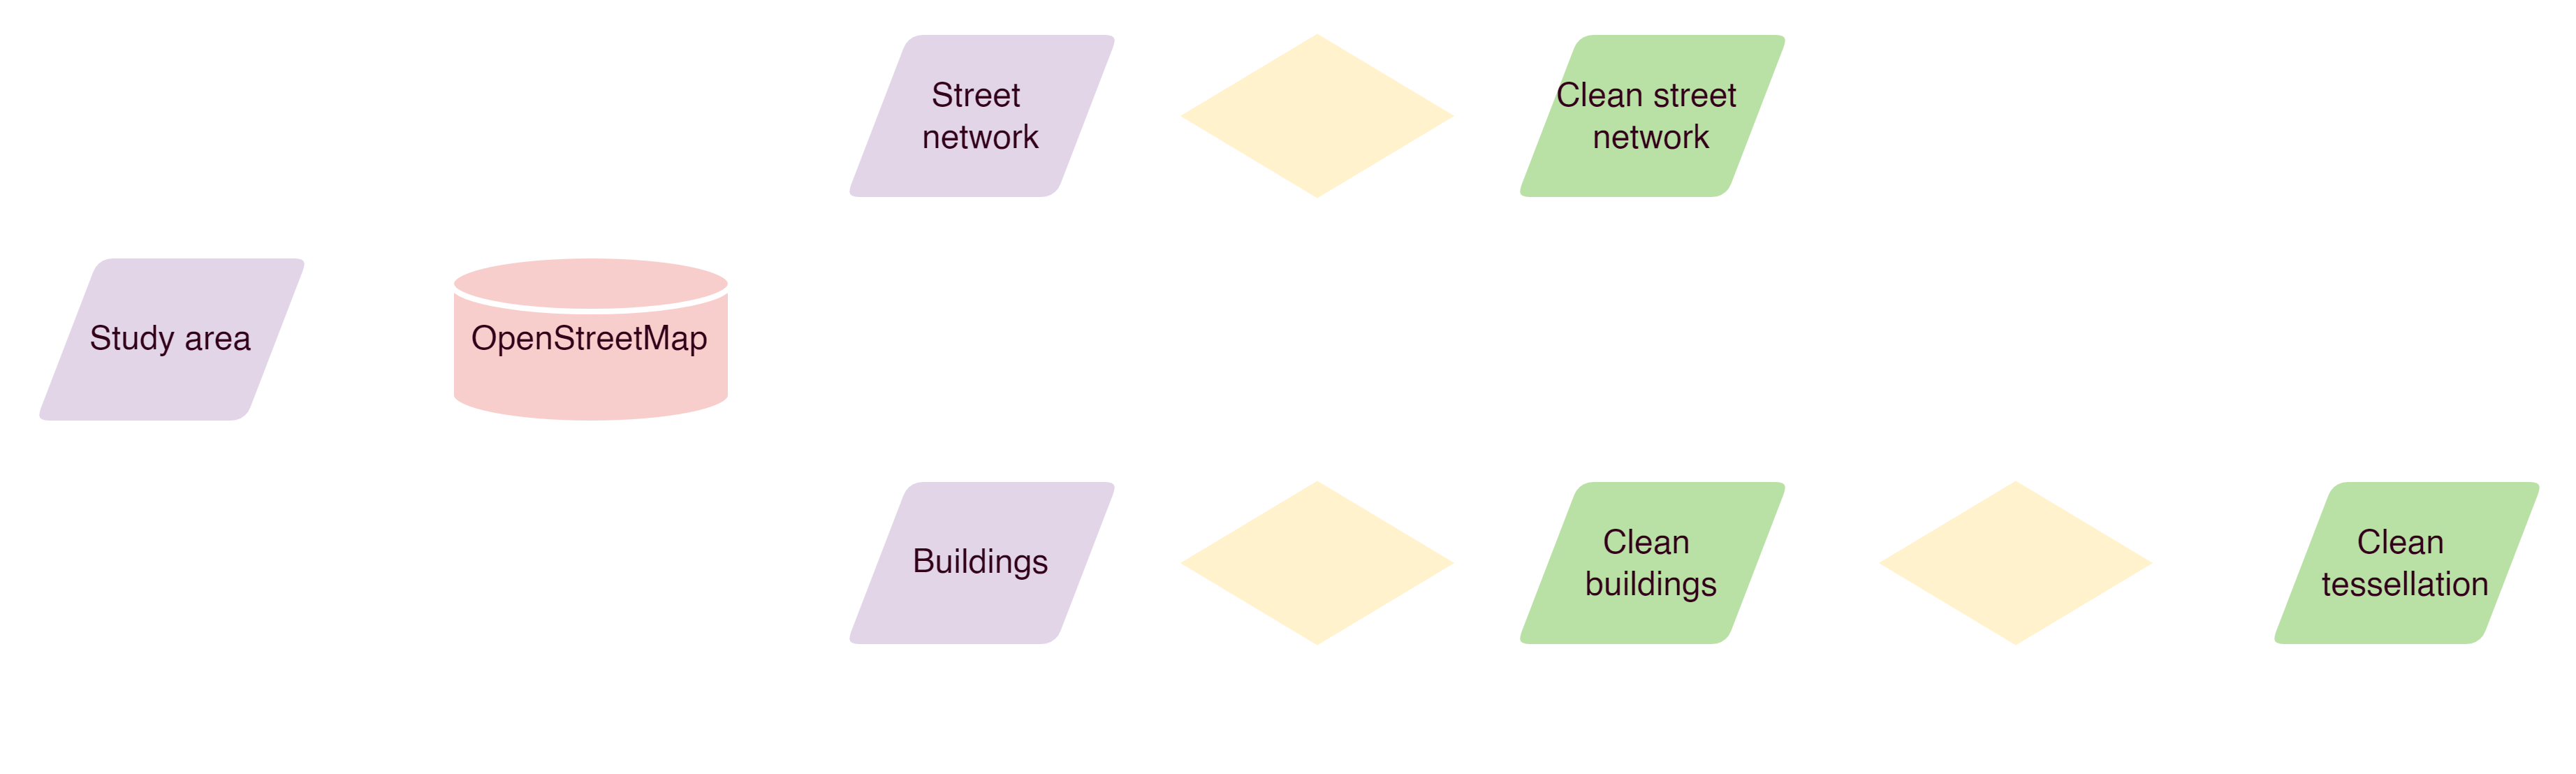 Street
network
Clean street
network
Study area
OpenStreetMap
Buildings
Clean
buildings
Clean
tessellation